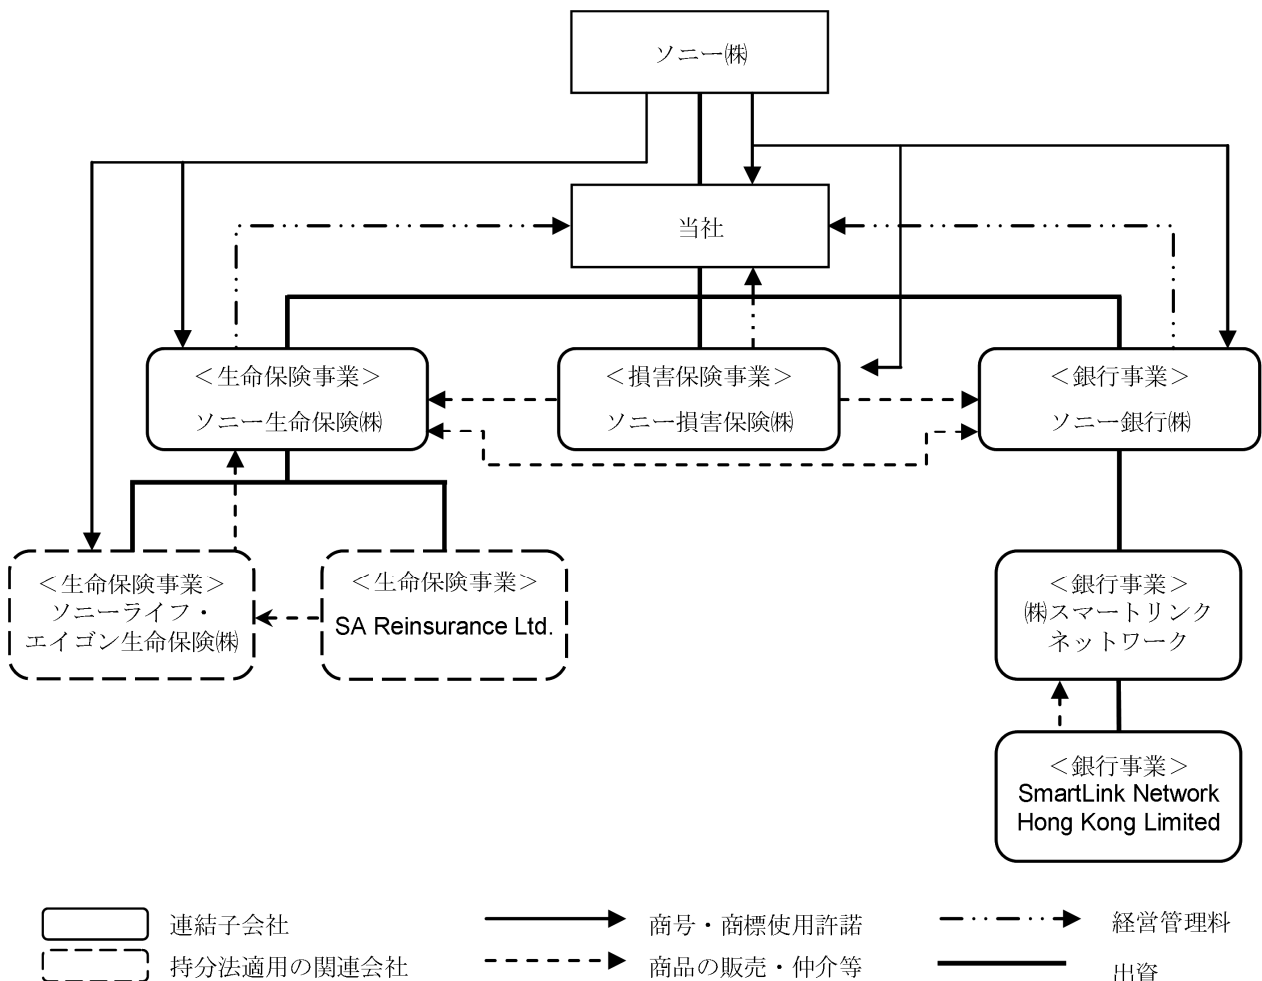 ソニー㈱
当社
＜生命保険事業＞
ソニー生命保険㈱
＜損害保険事業＞
ソニー損害保険㈱
＜銀行事業＞
ソニー銀行㈱
＜生命保険事業＞
ソニーライフ・
エイゴン生命保険㈱
＜生命保険事業＞
SA Reinsurance Ltd.
＜銀行事業＞
㈱スマートリンク
ネットワーク
＜銀行事業＞
SmartLink Network
Hong Kong Limited
連結子会社
商号・商標使用許諾
経営管理料
持分法適用の関連会社
商品の販売・仲介等
出資